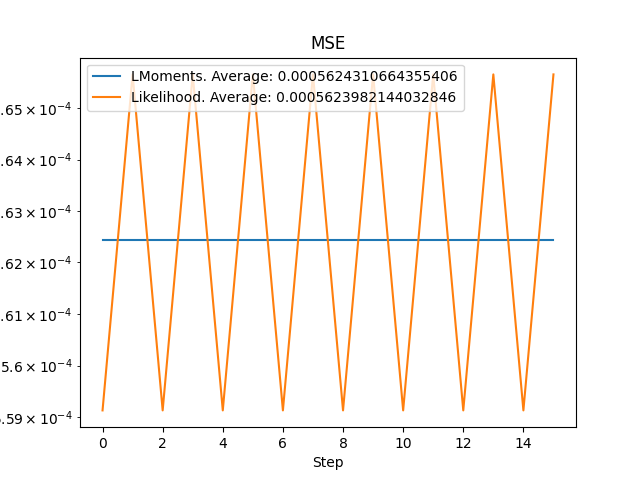 MSE
LMoments. Average: 0.0005624310664355406
Likelihood. Average: 0.0005623982144032846
.65 × 10⁻⁴
.64 × 10⁻⁴
.63 × 10⁻⁴
.62 × 10⁻⁴
.61 × 10⁻⁴
5.6 × 10⁻⁴
.59 × 10⁻⁴
0 2 4 6 8 10 12 14
Step